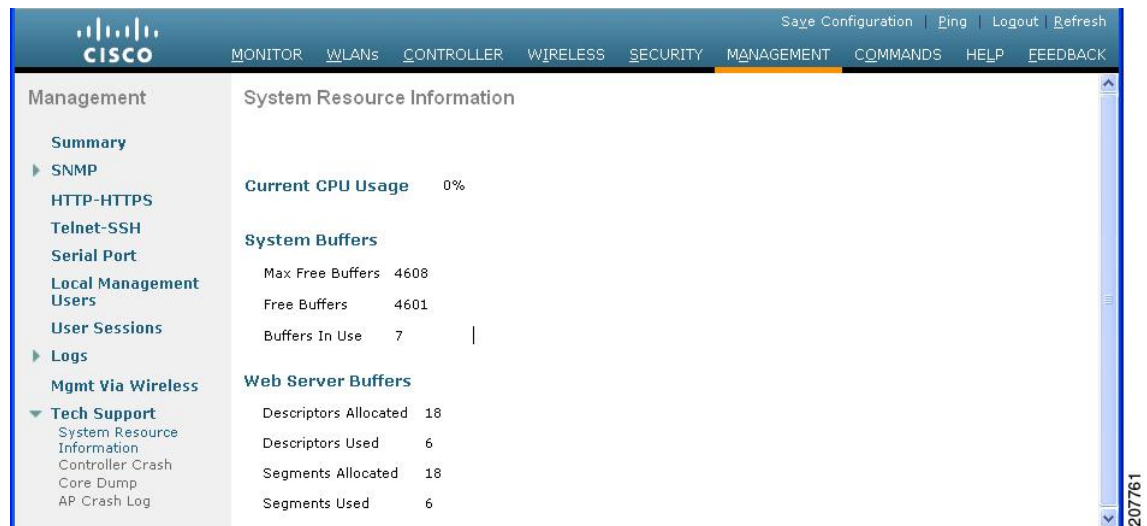 Save Configuration | Ping | Logout | Refresh
CISCO
MONITOR WLANs CONTROLLER WIRELESS SECURITY MANAGEMENT COMMANDS HELP FEEDBACK
Management
Summary
SNMP
HTTP-HTTPS
Telnet-SSH
Serial Port
Local Management
Users
User Sessions
Logs
Mgmt Via Wireless
Tech Support
System Resource
Information
Controller Crash
Core Dump
AP Crash Log
System Resource Information
Current CPU Usage 0%
System Buffers
Max Free Buffers 4608
Free Buffers 4601
Buffers In Use 7
Web Server Buffers
Descriptors Allocated 18
Descriptors Used 6
Segments Allocated 18
Segments Used 6
207761